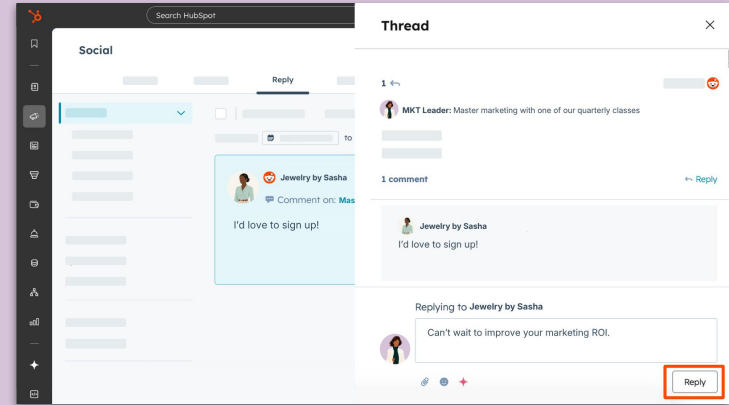 Search HubSpot
Social
Reply
to
Jewelry by Sasha
Comment on: Mas
I'd love to sign up!
Thread
1
MKT Leader: Master marketing with one of our quarterly classes
1 comment
Reply
Jewelry by Sasha
I'd love to sign up!
Replying to Jewelry by Sasha
Can't wait to improve your marketing ROI.
Reply